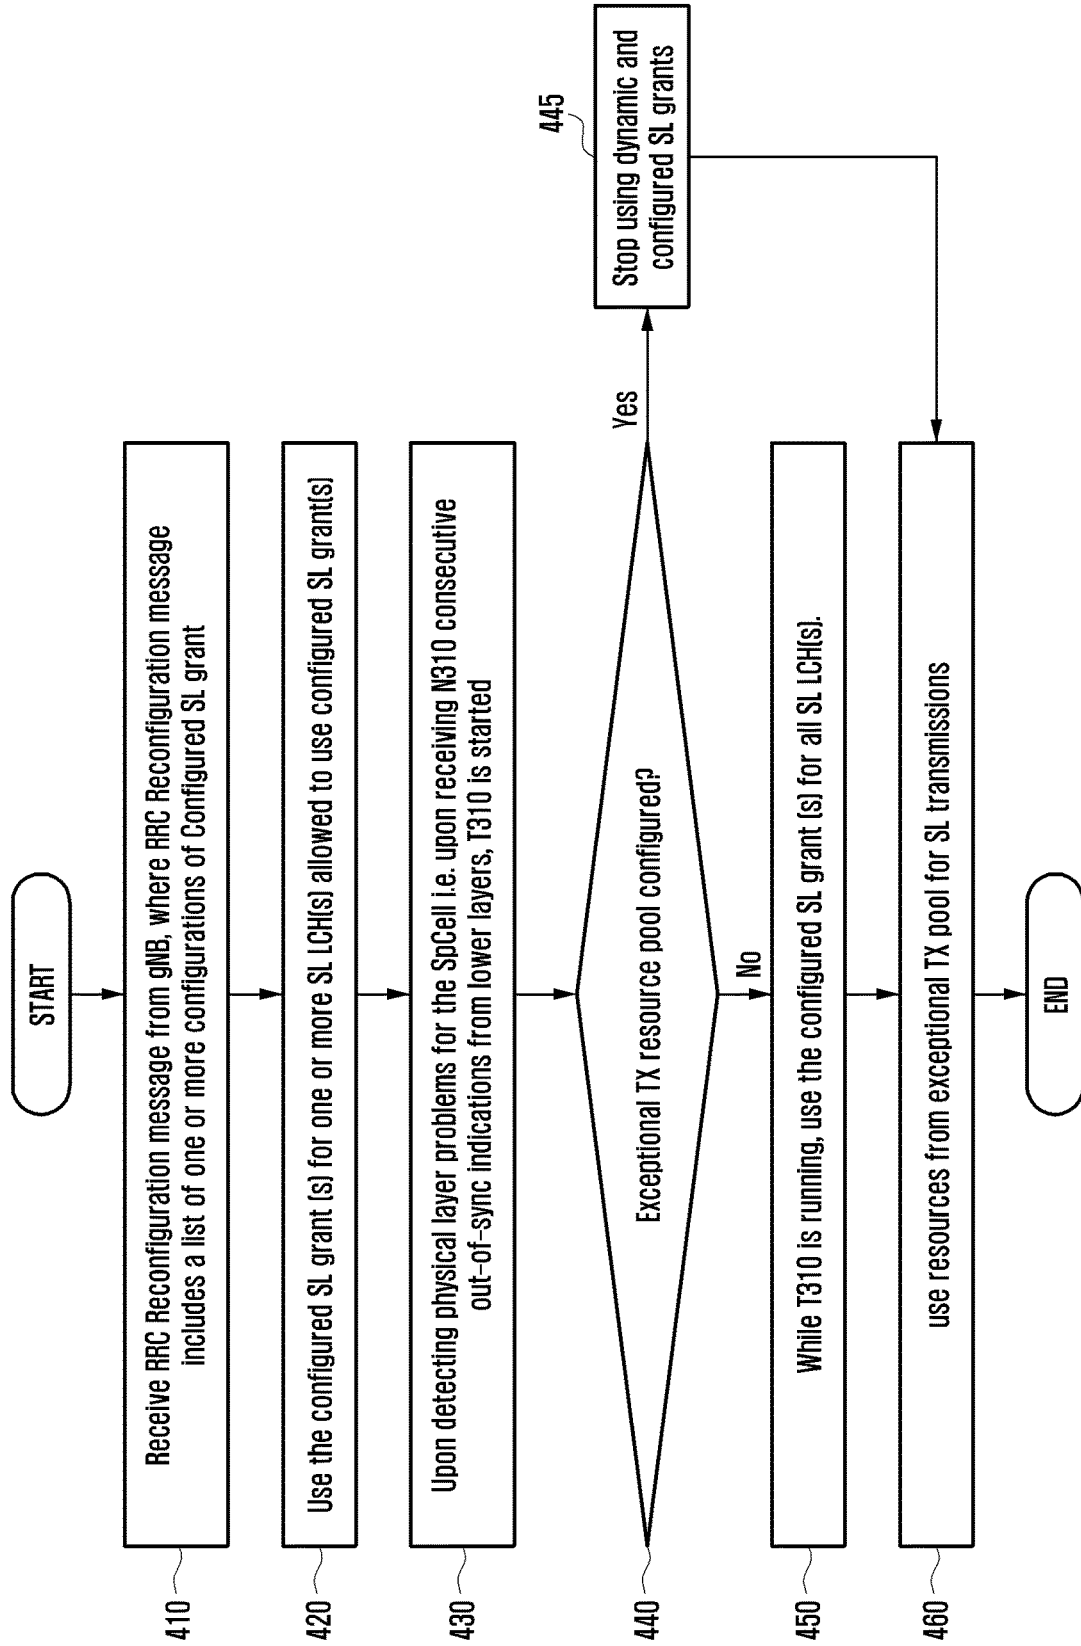 START
410
Receive RRC Reconfiguration message from gNB, where RRC Reconfiguration message
includes a list of one or more configurations of Configured SL grant
420
Use the configured SL grant (s) for one or more SL LCH(s) allowed to use configured SL grant(s)
430
Upon detecting physical layer problems for the SpCell i.e. upon receiving N310 consecutive
out-of-sync indications from lower layers, T310 is started
440
Exceptional TX resource pool configured?
Yes
445
Stop using dynamic and
configured SL grants
No
450
While T310 is running, use the configured SL grant (s) for all SL LCH(s).
460
use resources from exceptional TX pool for SL transmissions
END